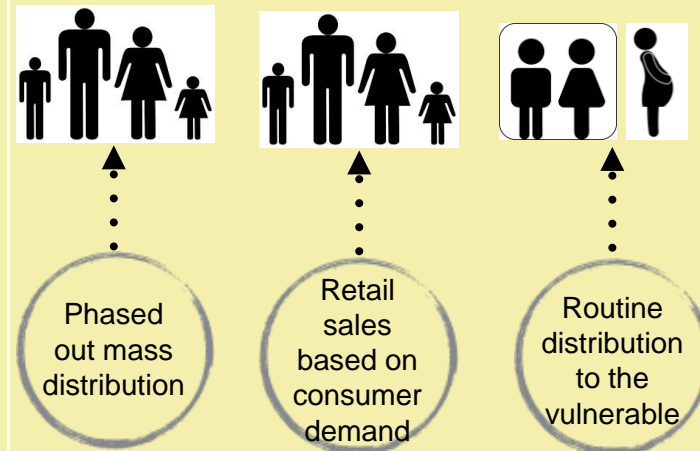 Phased
out mass
distribution
Retail
sales
based on
consumer
demand
Routine
distribution
to the
vulnerable